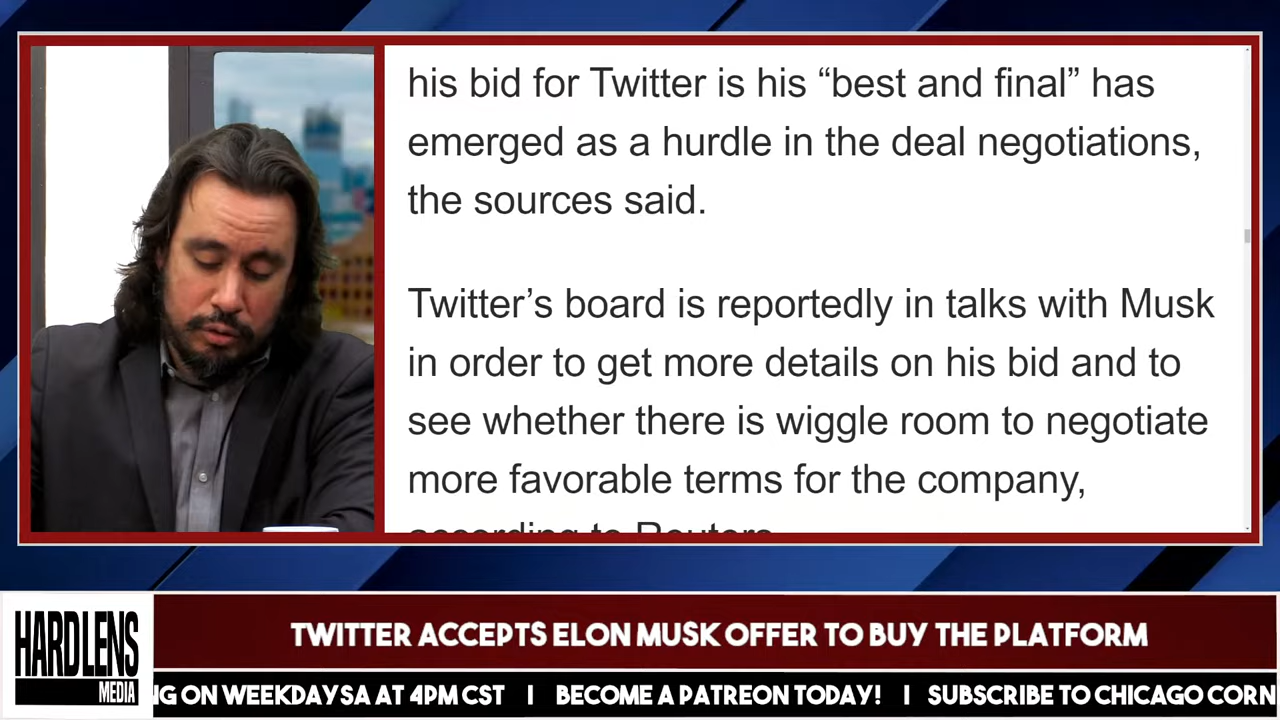 his bid for Twitter is his “best and final” has
emerged as a hurdle in the deal negotiations,
the sources said.
Twitter’s board is reportedly in talks with Musk
in order to get more details on his bid and to
see whether there is wiggle room to negotiate
more favorable terms for the company,
according to Reuters
HARDLENS
MEDIA
TWITTER ACCEPTS ELON MUSK OFFER TO BUY THE PLATFORM
NG ON WEEKDAYSA AT 4PM CST | BECOME A PATREON TODAY! | SUBSCRIBE TO CHICAGO CORN